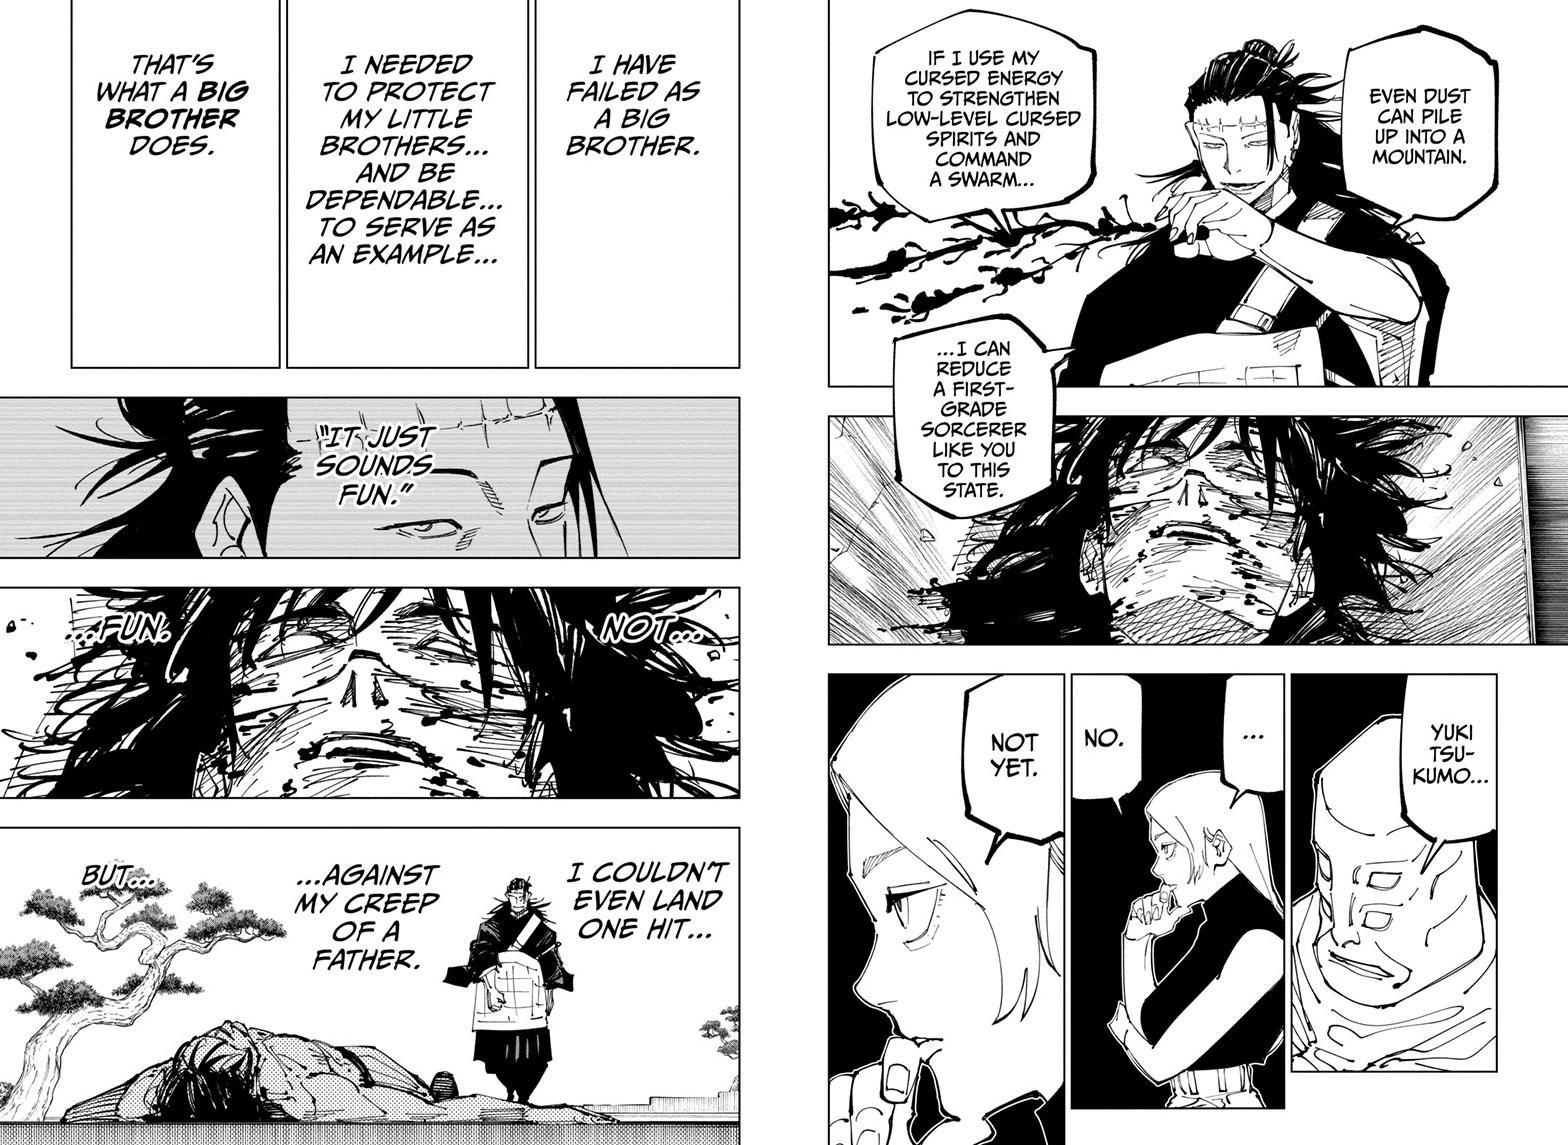 EVEN DUST
CAN PILE
UP INTO A
MOUNTAIN.
IF I USE MY
CURSED ENERGY
TO STRENGTHEN
LOW-LEVEL CURSED
SPIRITS AND
COMMAND
A SWARM...
...I CAN
REDUCE
A FIRST-
GRADE
SORCERER
LIKE YOU
TO THIS
STATE.
YUKI
TSU-
KUMO...
...
NO.
NOT
YET.
I HAVE
FAILED AS
A BIG
BROTHER.
I NEEDED
TO PROTECT
MY LITTLE
BROTHERS...
AND BE
DEPENDABLE...
TO SERVE AS
AN EXAMPLE...
THAT'S
WHAT A BIG
BROTHER
DOES.
"IT JUST
SOUNDS
FUN."
NOT...
...FUN.
I COULDN'T
EVEN LAND
ONE HIT...
...AGAINST
MY CREEP
OF A
FATHER.
BUT...